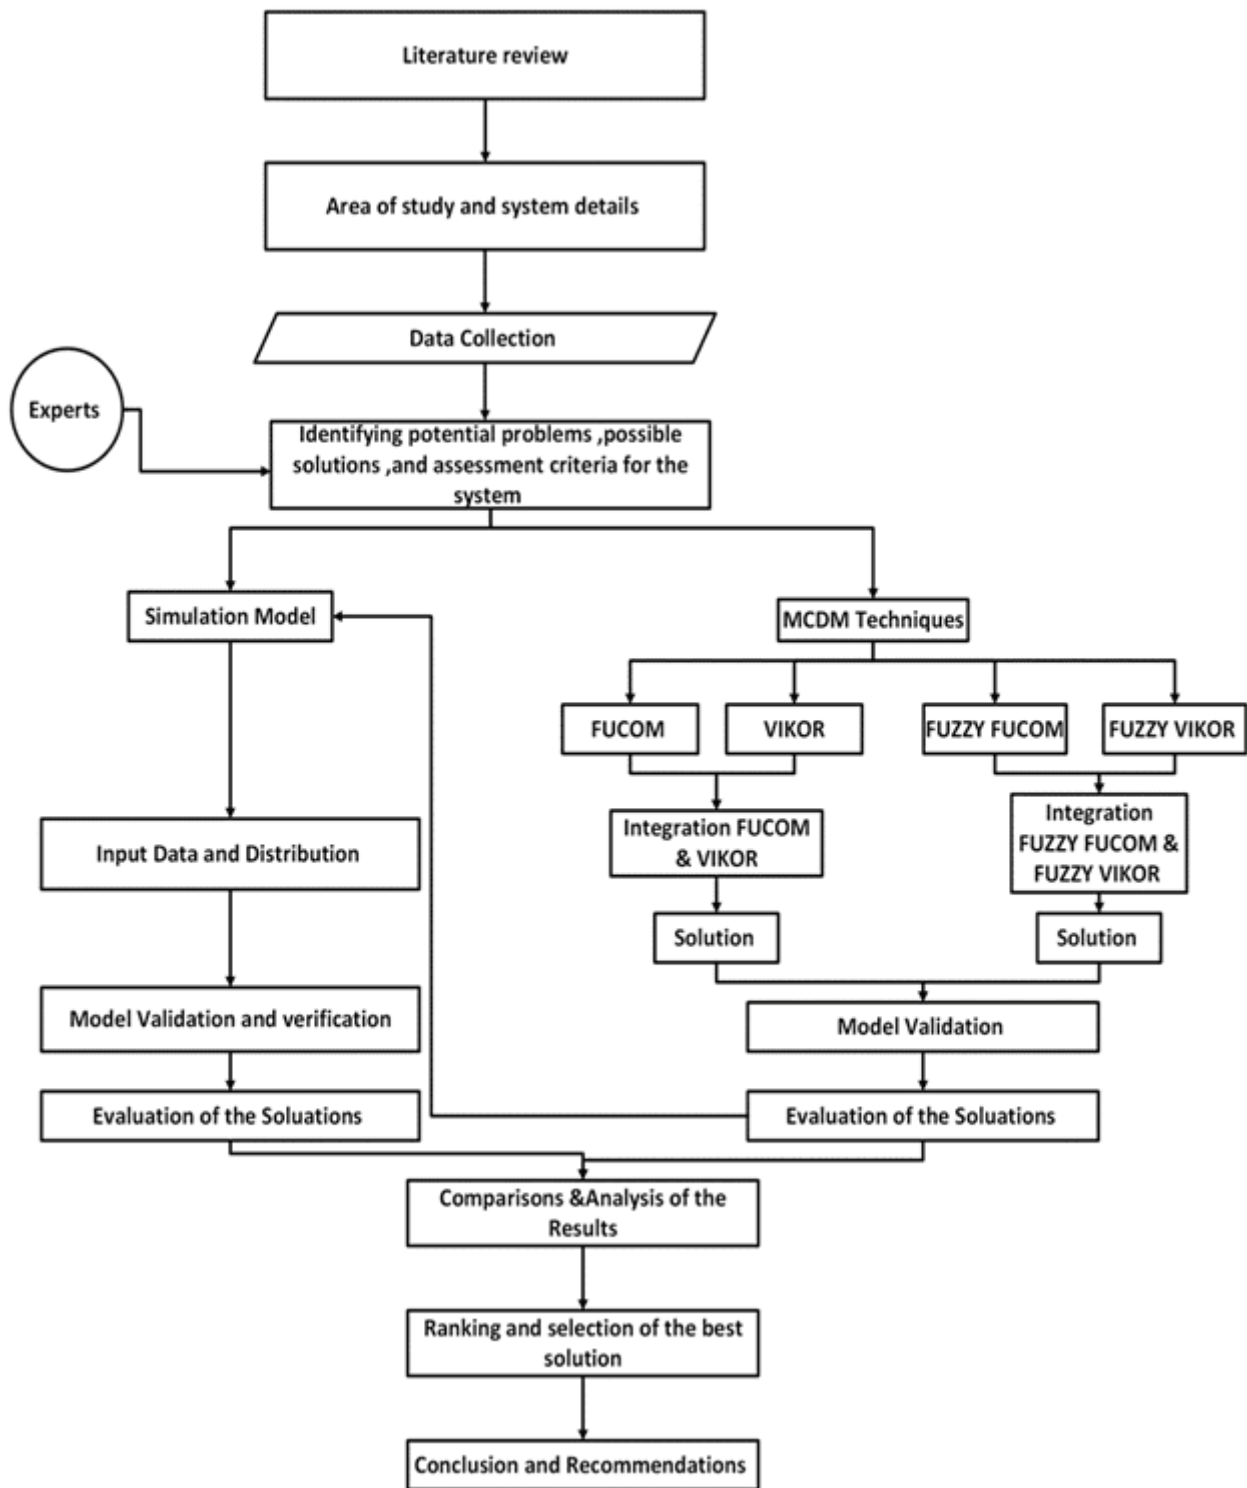 Literature review
Area of study and system details
Data Collection
Experts
Identifying potential problems ,possible
solutions ,and assessment criteria for the
system
Simulation Model
MCDM Techniques
FUCOM
VIKOR
FUZZY FUCOM
FUZZY VIKOR
Integration FUCOM
& VIKOR
Integration
FUZZY FUCOM &
FUZZY VIKOR
Input Data and Distribution
Solution
Solution
Model Validation and verification
Model Validation
Evaluation of the Soluations
Evaluation of the Soluations
Comparisons &Analysis of the
Results
Ranking and selection of the best
solution
Conclusion and Recommendations